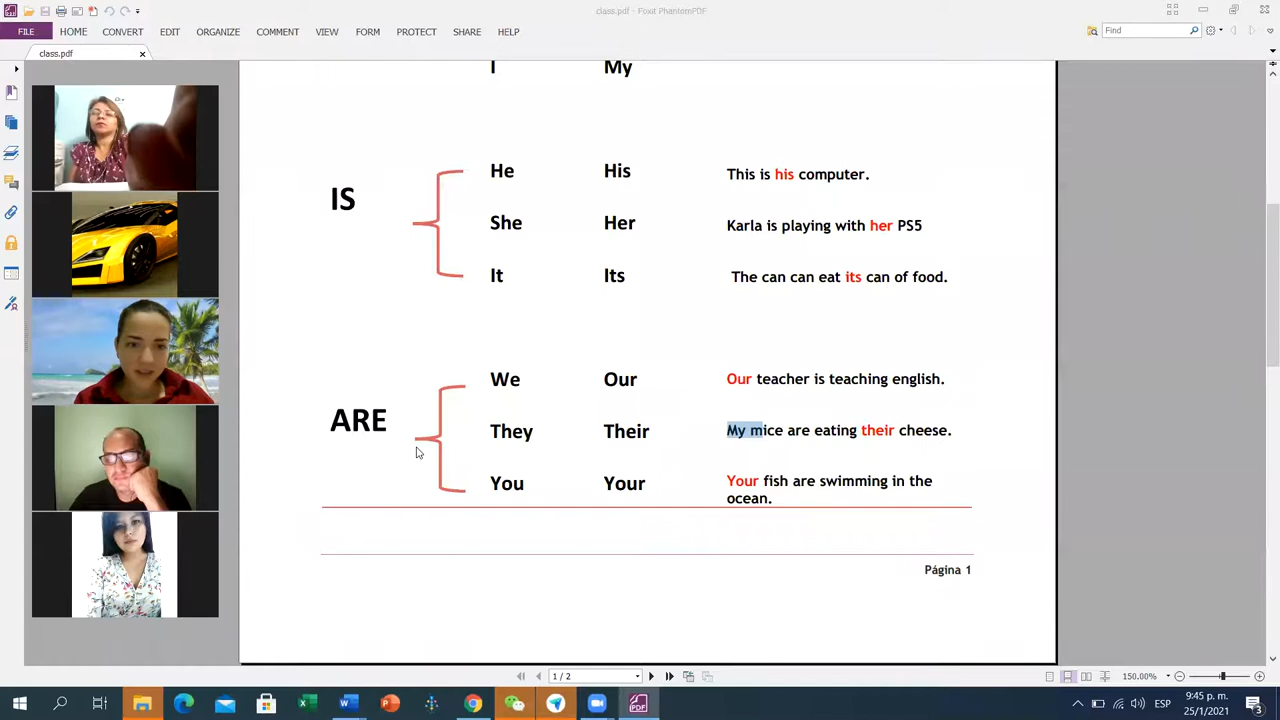 class.pdf - Foxit PhantomPDF
FILE HOME CONVERT EDIT ORGANIZE COMMENT VIEW FORM PROTECT SHARE HELP
Find
class.pdf
I My
IS
He His This is his computer.
She Her Karla is playing with her PS5
It Its The can can eat its can of food.
ARE
We Our Our teacher is teaching english.
They Their My mice are eating their cheese.
You Your Your fish are swimming in the
ocean.
Página 1
1 / 2
150.00%
9:45 p. m.
ESP
25/1/2021
3